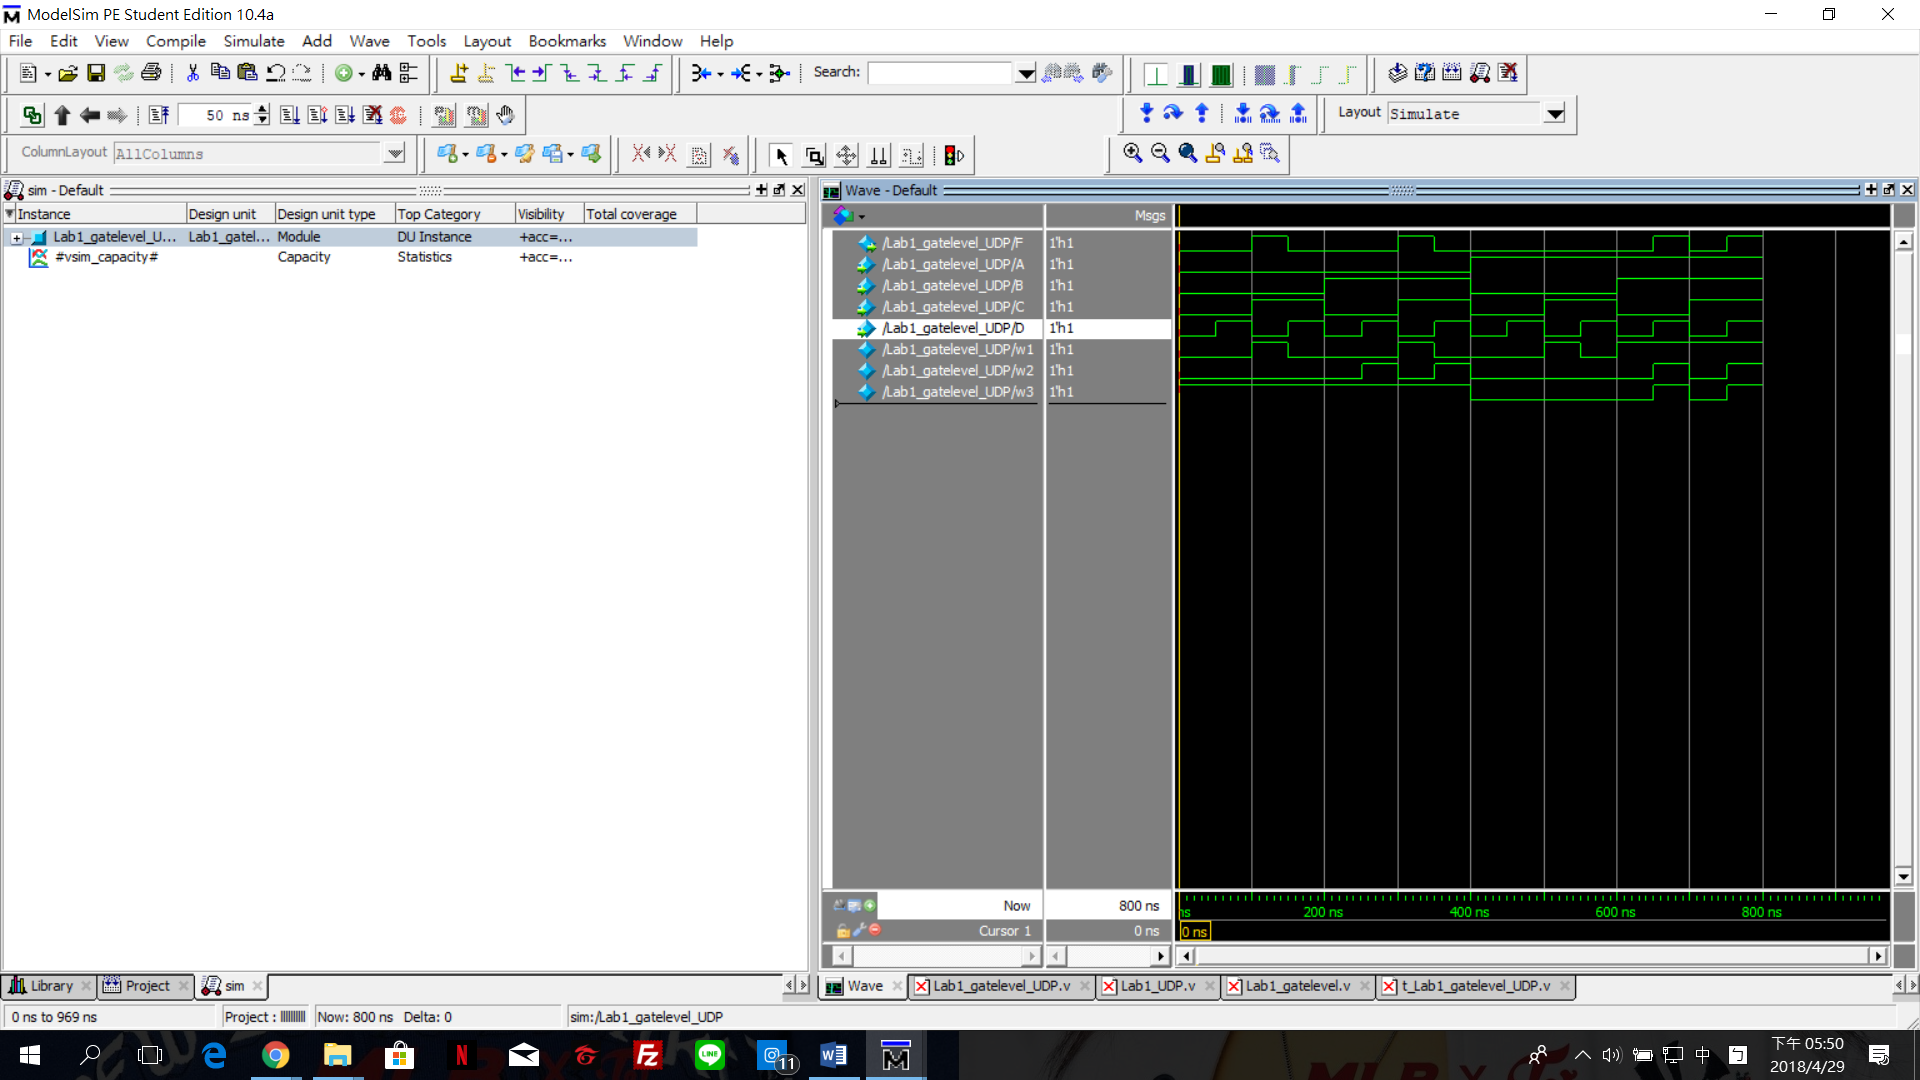 ModelSim PE Student Edition 10.4a
File Edit View Compile Simulate Add Wave Tools Layout Bookmarks Window Help
Search:
50 ns
Layout Simulate
ColumnLayout AllColumns
sim - Default
Instance Design unit Design unit type Top Category Visibility Total coverage
Lab1_gatelevel_U... Lab1_gatel... Module DU Instance +acc=...
#vsim_capacity# Capacity Statistics +acc=...
Wave - Default
Msgs
/Lab1_gatelevel_UDP/F 1'h1
/Lab1_gatelevel_UDP/A 1'h1
/Lab1_gatelevel_UDP/B 1'h1
/Lab1_gatelevel_UDP/C 1'h1
/Lab1_gatelevel_UDP/D 1'h1
/Lab1_gatelevel_UDP/w1 1'h1
/Lab1_gatelevel_UDP/w2 1'h1
/Lab1_gatelevel_UDP/w3 1'h1
Now 800 ns
ns 200 ns 400 ns 600 ns 800 ns
Cursor 1 0 ns 0 ns
Library Project sim
Wave Lab1_gatelevel_UDP.v Lab1_UDP.v Lab1_gatelevel.v t_Lab1_gatelevel_UDP.v
0 ns to 969 ns Project : Now: 800 ns Delta: 0 sim:/Lab1_gatelevel_UDP
11
中
下午 05:50
2018/4/29